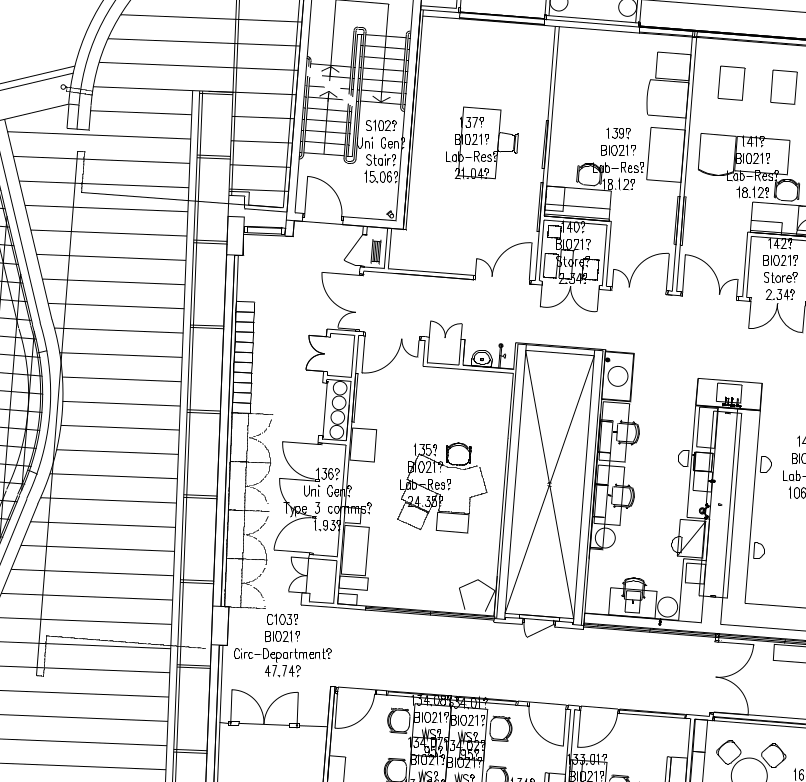 S102?
Uni Gen?
Stair?
15.06?
137?
BIO21?
Lab-Res?
21.04?
139?
BIO21?
Lab-Res?
18.12?
141?
BIO21?
Lab-Res?
18.12?
140?
BIO21?
Store?
2.34?
142?
BIO21?
Store?
2.34?
135?
BIO21?
Lab-Res?
24.35?
136?
Uni Gen?
Type 3 comms?
1.93?
14
BIO
Lab-
106
C103?
BIO21?
Circ-Department?
47.74?
134.08?
BIO21?
WS?
134.01?
BIO21?
WS?
134.07?
BIO21?
WS?
134.02?
BIO21?
WS?
134?
133.01?
BIO21?
16